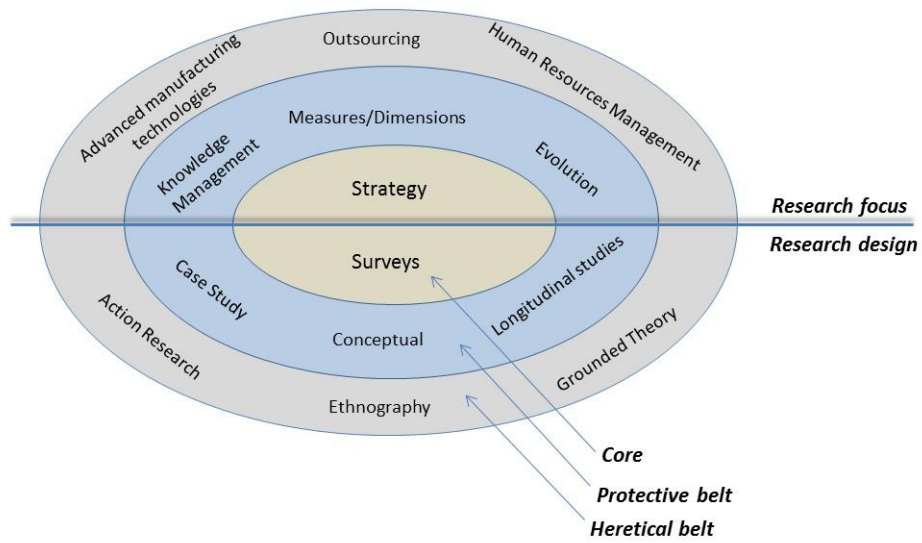 Outsourcing
Advanced manufacturing
technologies
Human Resources Management
Measures/Dimensions
Knowledge
Management
Evolution
Strategy
Research focus
Research design
Surveys
Case Study
Longitudinal studies
Conceptual
Action Research
Grounded Theory
Ethnography
Core
Protective belt
Heretical belt